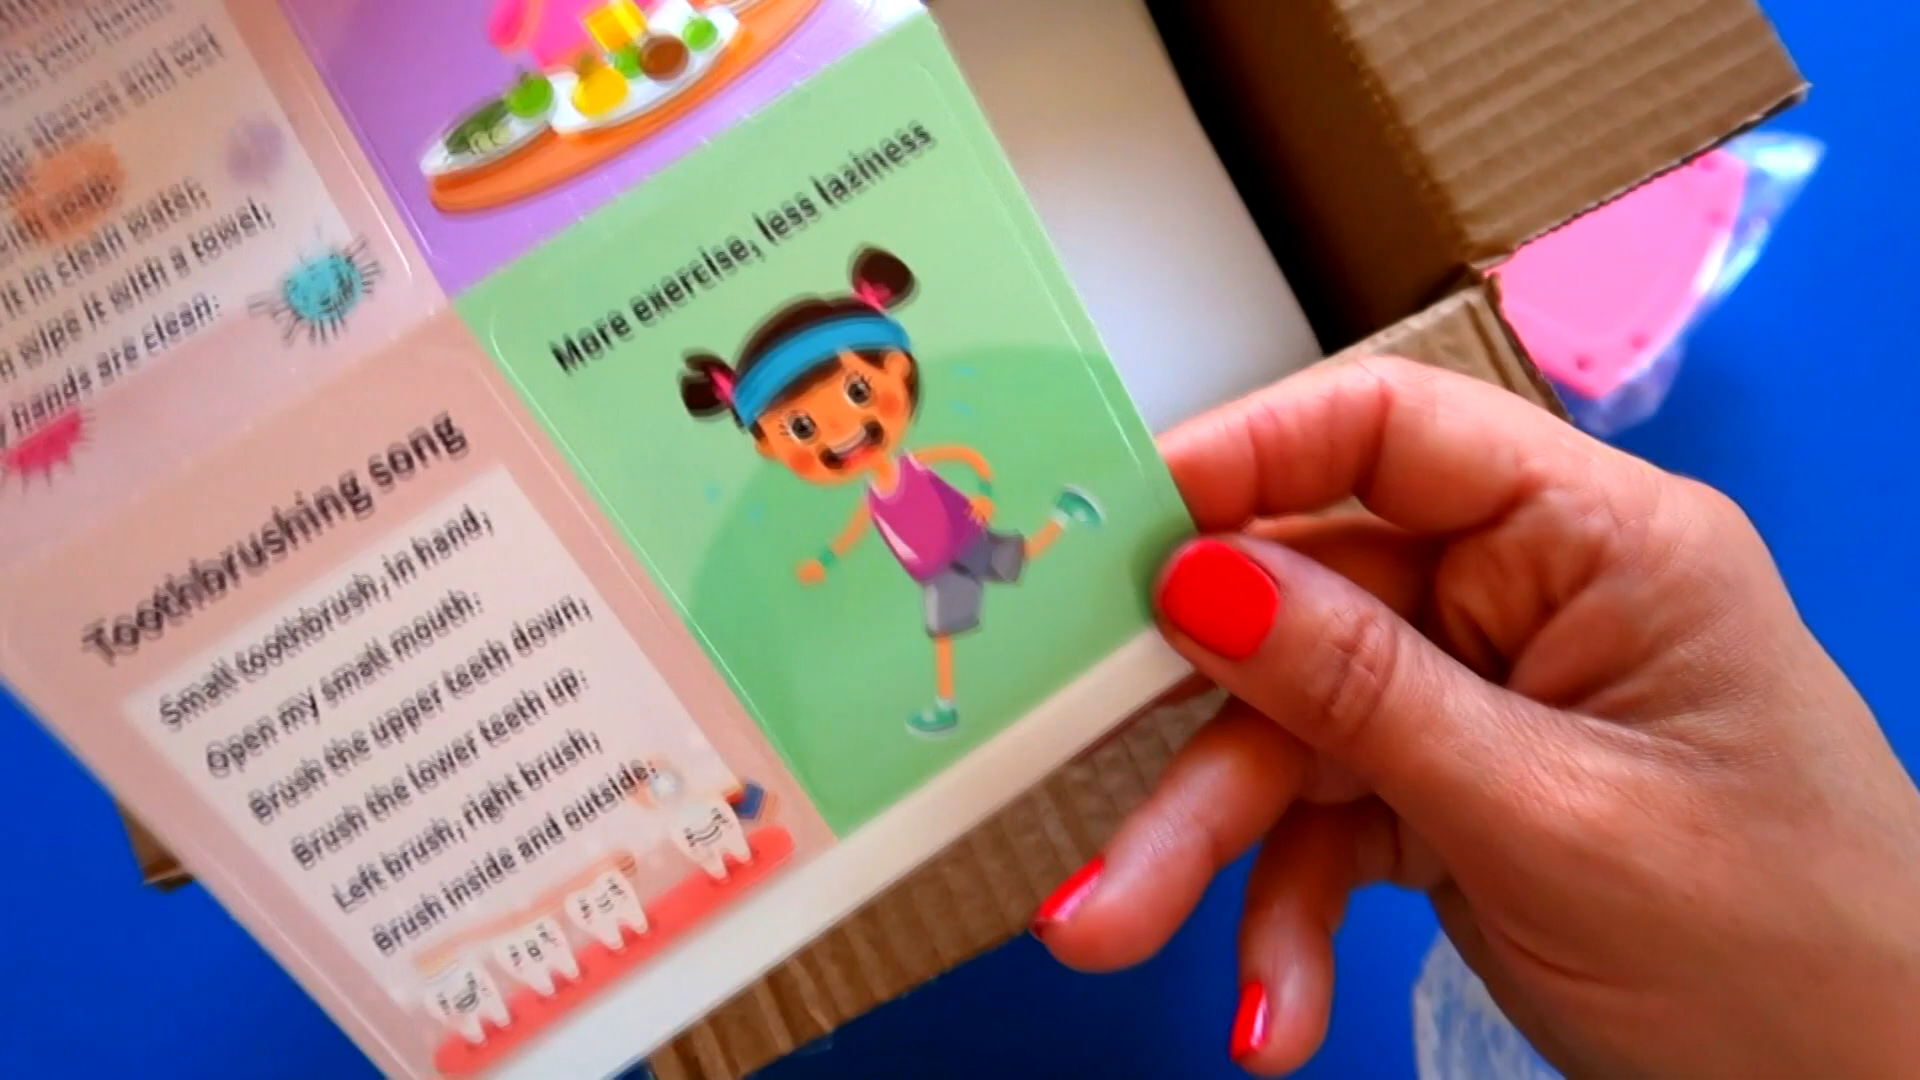 sleeves and wet
with soap;
it in clean water;
wipe it with a towel,
hands are clean.
More exercise, less laziness
Toothbrushing song
Small toothbrush, in hand,
Open my small mouth.
Brush the upper teeth down,
Brush the lower teeth up.
Left brush, right brush,
Brush inside and outside.